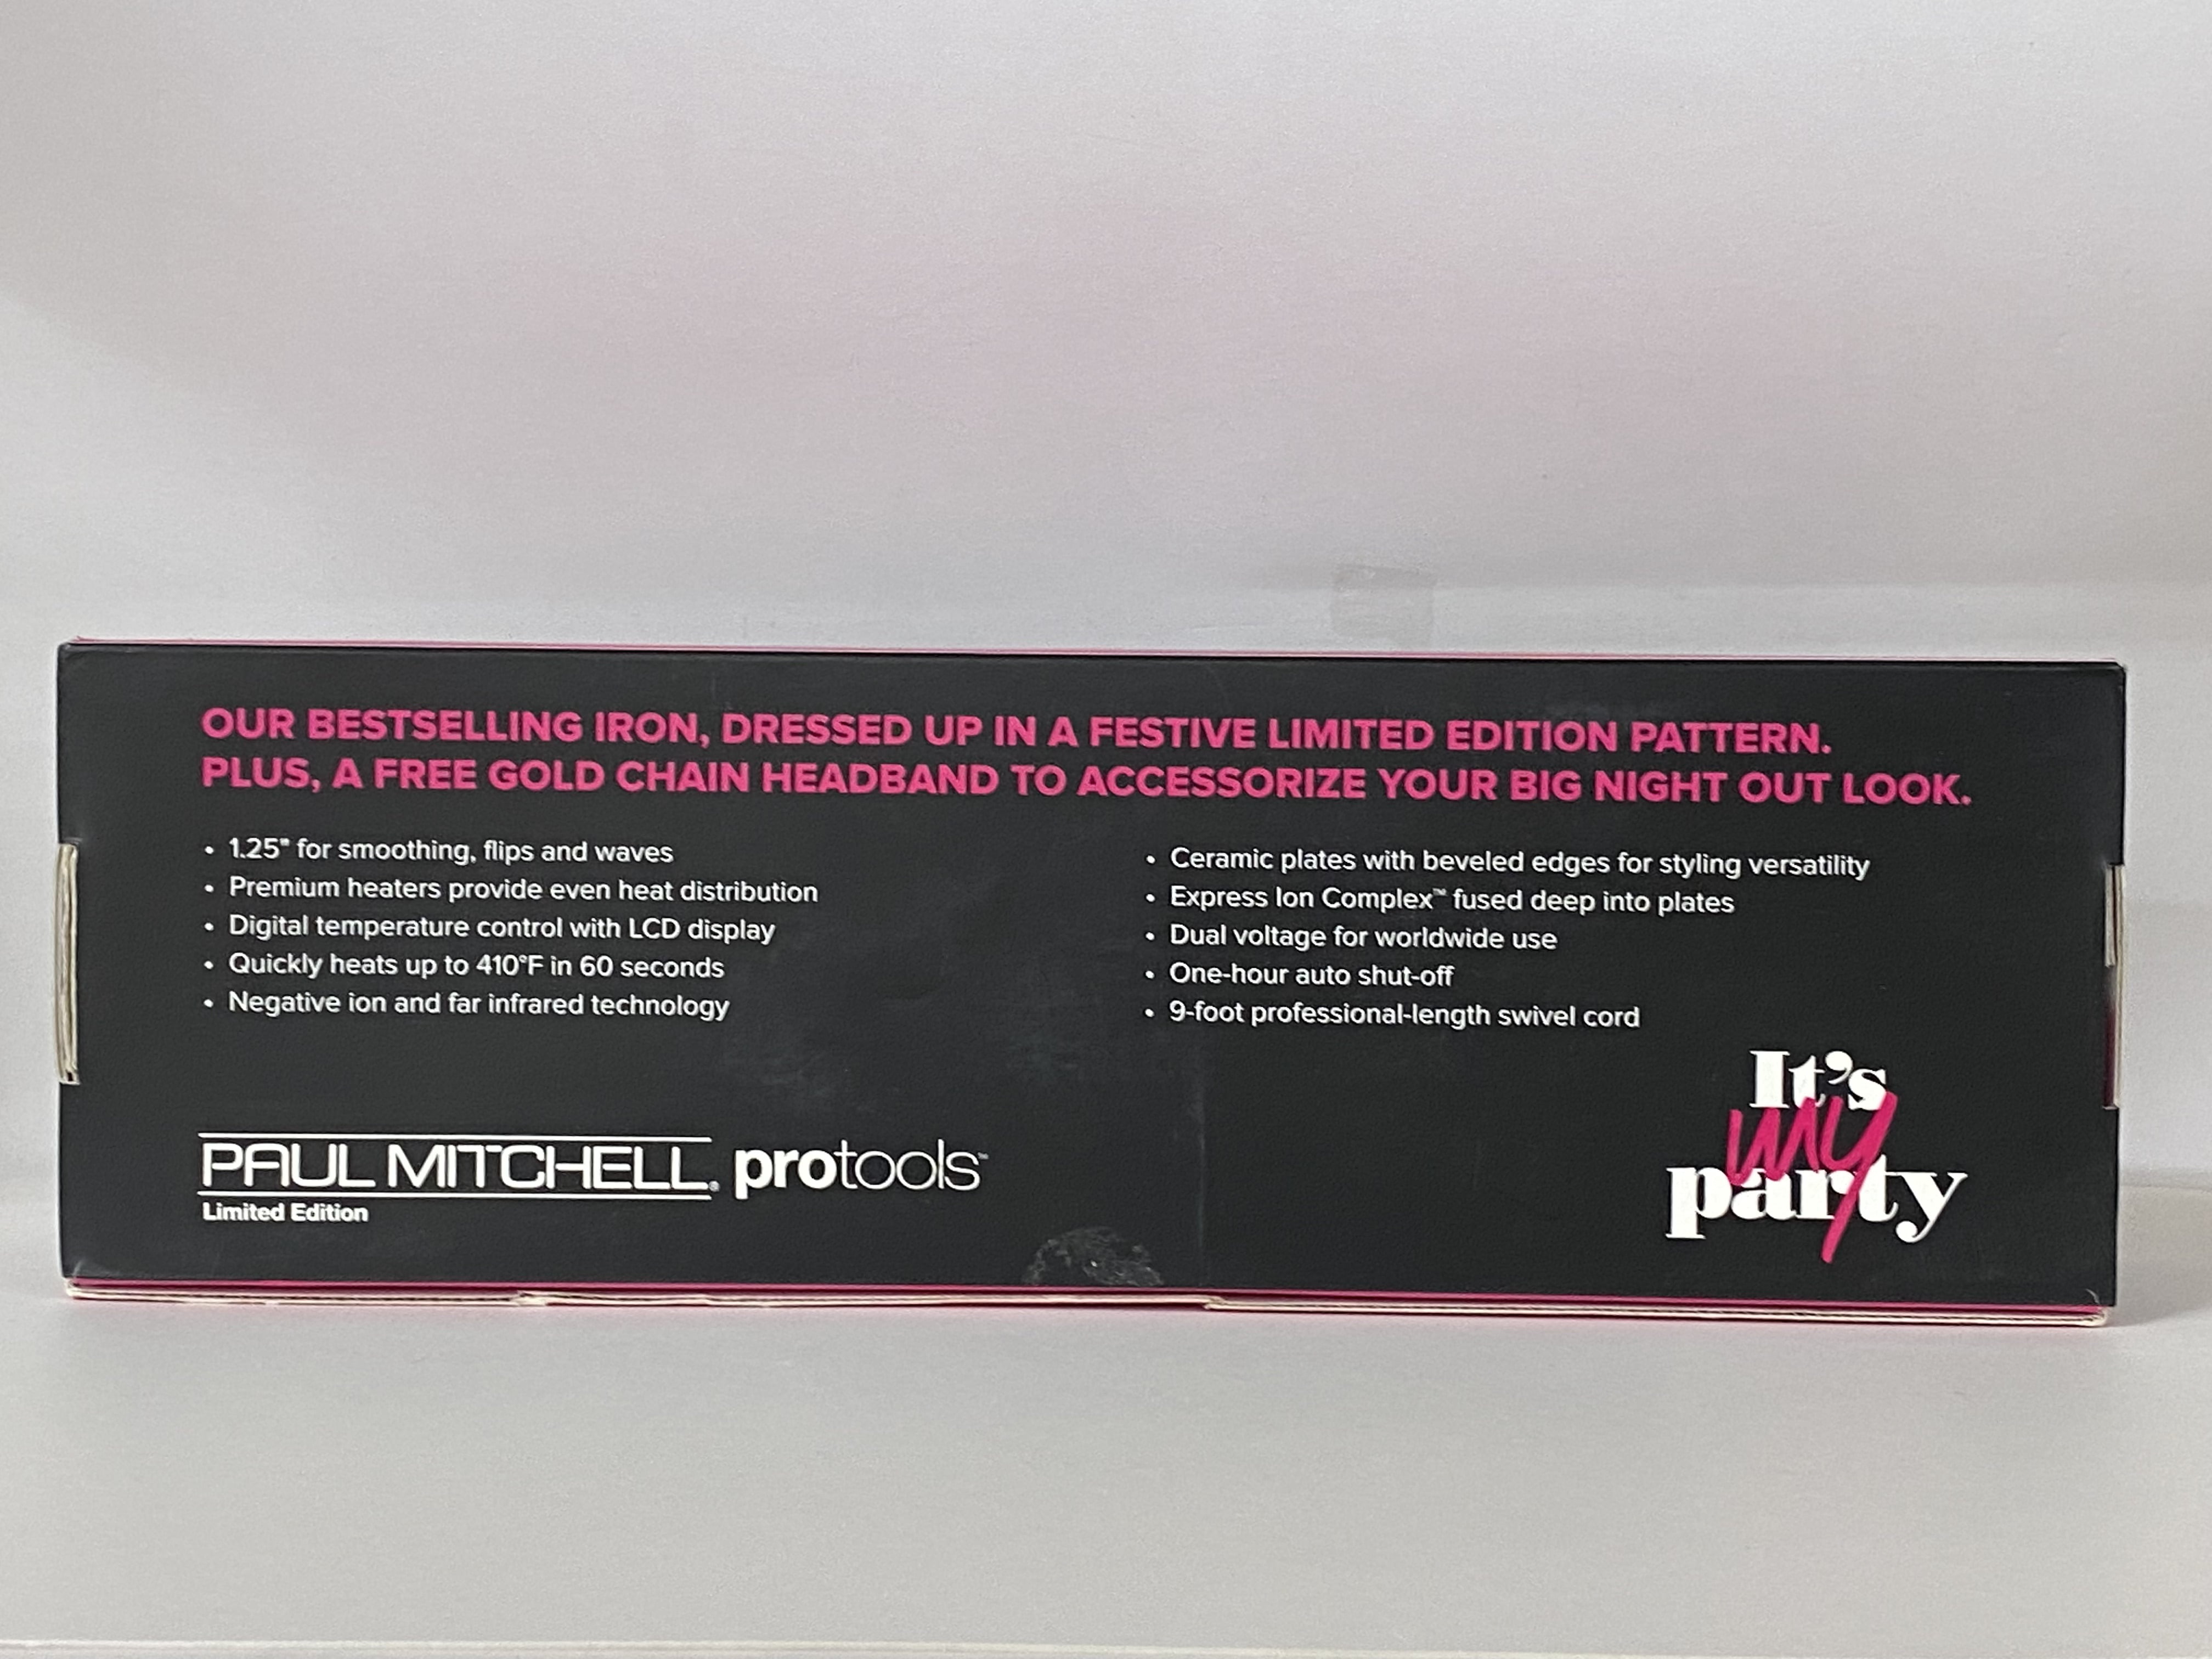 OUR BESTSELLING IRON, DRESSED UP IN A FESTIVE LIMITED EDITION PATTERN.
PLUS, A FREE GOLD CHAIN HEADBAND TO ACCESSORIZE YOUR BIG NIGHT OUT LOOK.
• 1.25" for smoothing, flips and waves
• Premium heaters provide even heat distribution
• Digital temperature control with LCD display
• Quickly heats up to 410°F in 60 seconds
• Negative ion and far infrared technology
• Ceramic plates with beveled edges for styling versatility
• Express Ion Complex™ fused deep into plates
• Dual voltage for worldwide use
• One-hour auto shut-off
• 9-foot professional-length swivel cord
PAUL MITCHELL® protools™
Limited Edition
It's
my
party